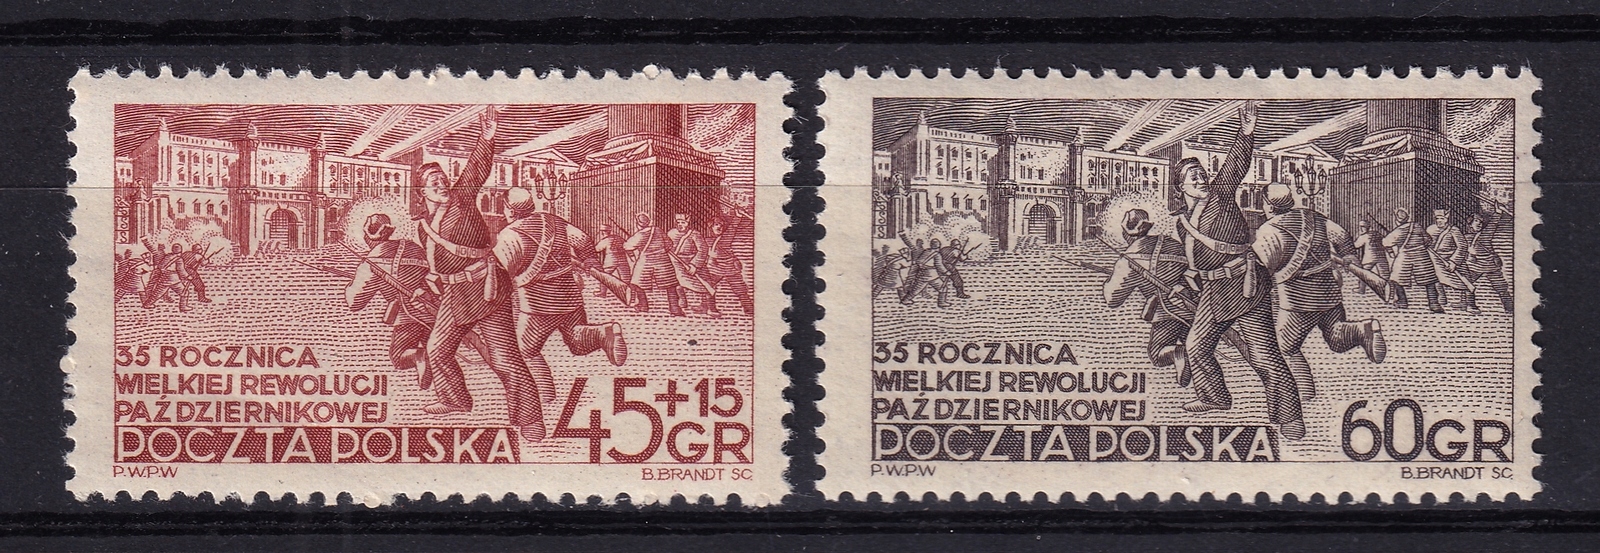 35 ROCZNICA
WIELKIEJ REWOLUCJI
PAŹDZIERNIKOWEJ
POCZTA POLSKA
45+15
GR
P.W.P.W
B.BRANDT SC.
35 ROCZNICA
WIELKIEJ REWOLUCJI
PAŹDZIERNIKOWEJ
POCZTA POLSKA
60GR
P.W.P.W
B.BRANDT SC.